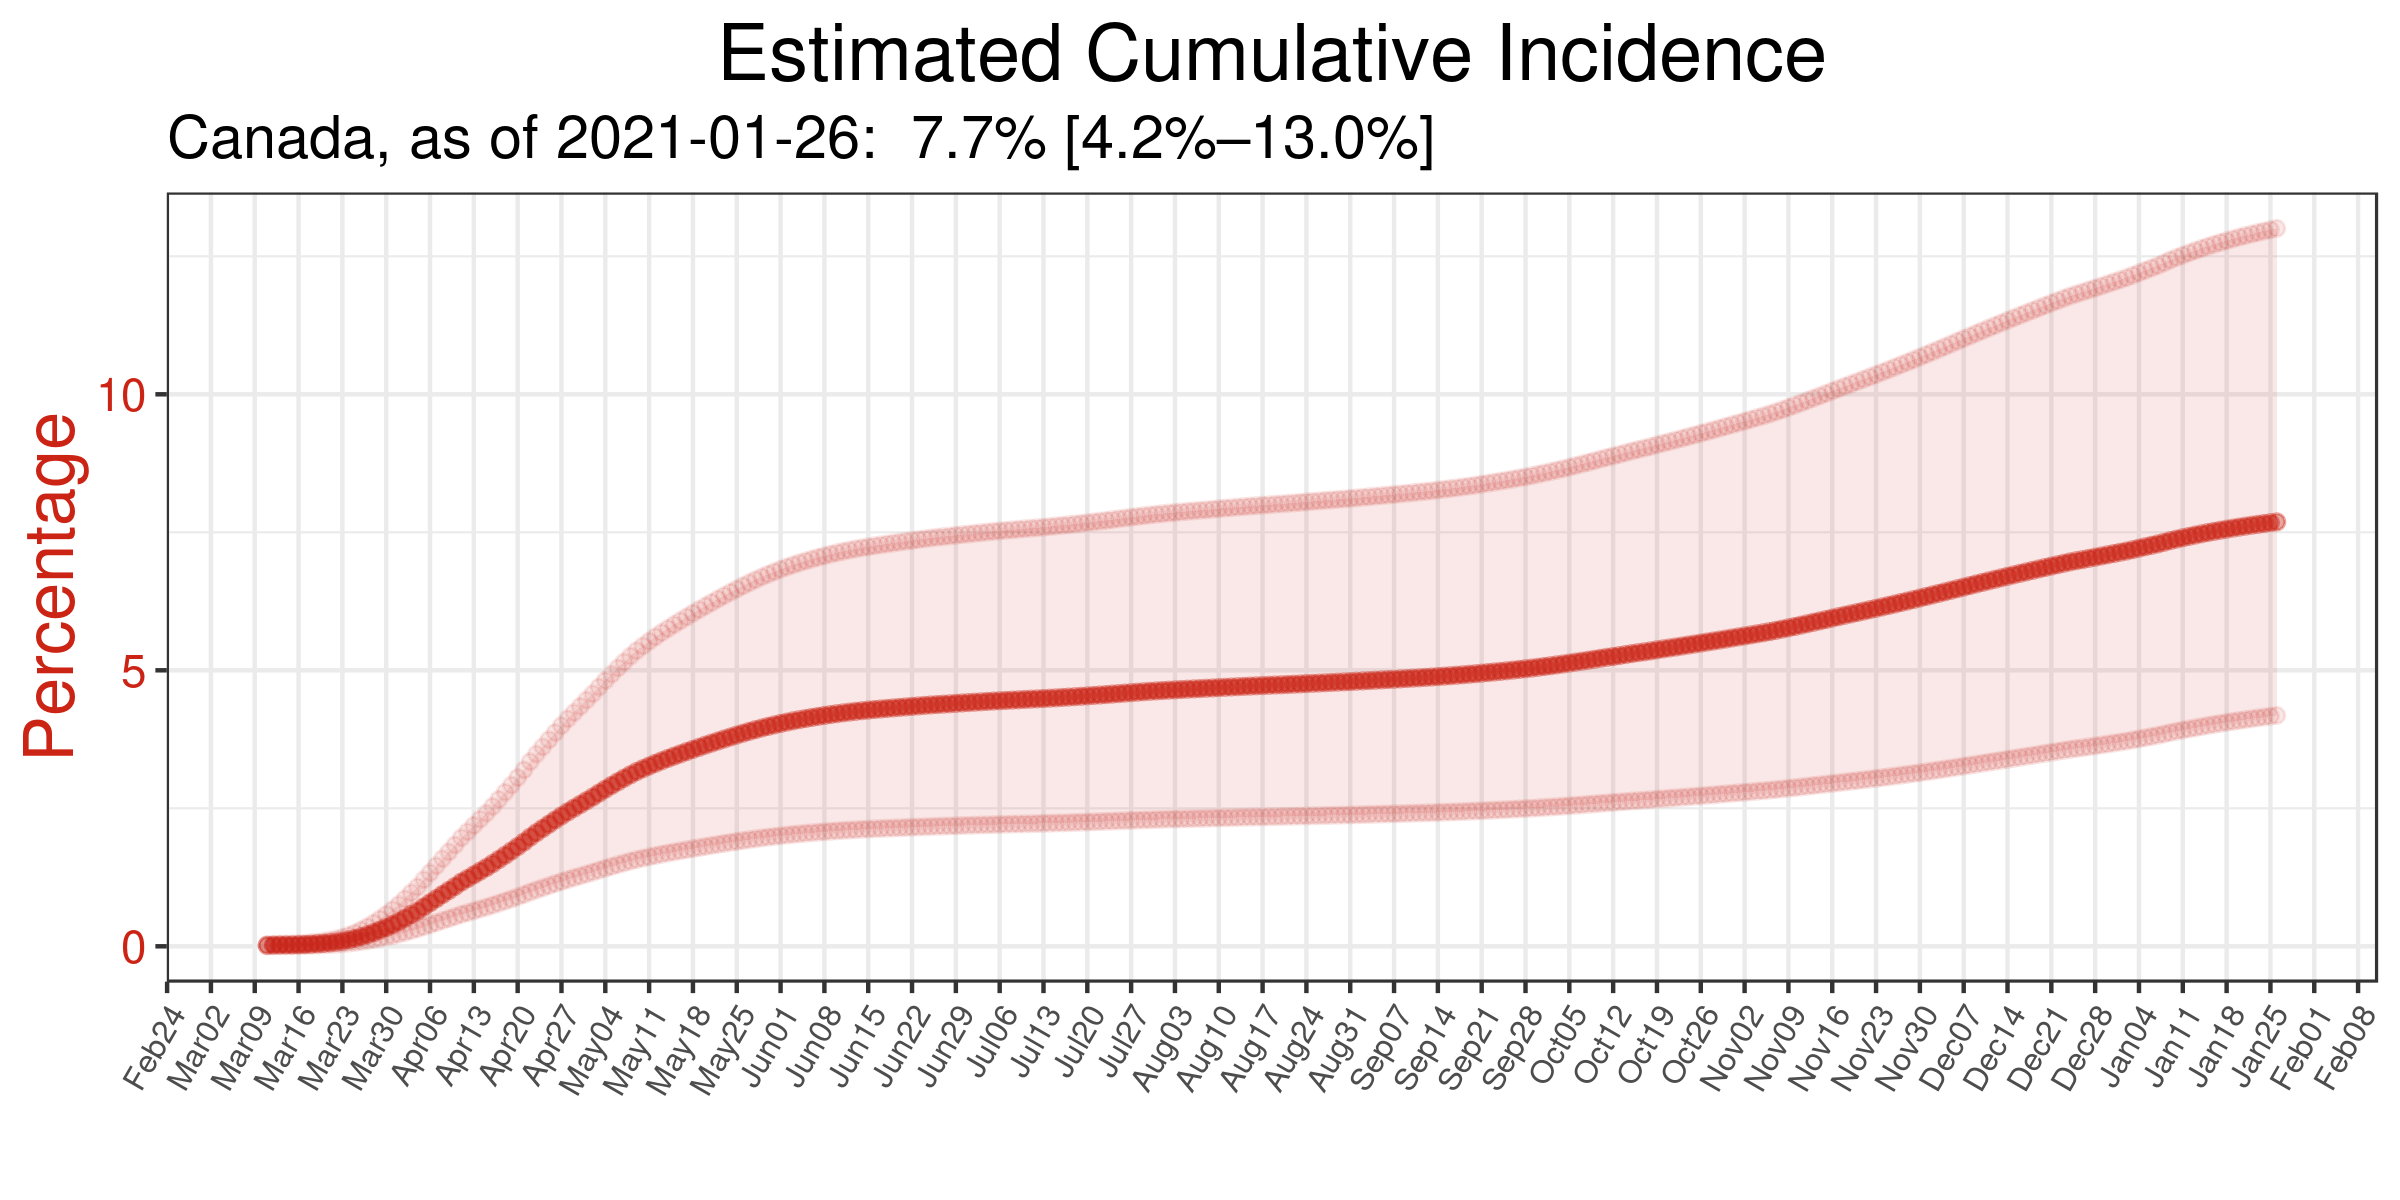 Estimated Cumulative Incidence
Canada, as of 2021-01-26:  7.7% [4.2%–13.0%]
Percentage
10
5
0
Feb24
Mar02
Mar09
Mar16
Mar23
Mar30
Apr06
Apr13
Apr20
Apr27
May04
May11
May18
May25
Jun01
Jun08
Jun15
Jun22
Jun29
Jul06
Jul13
Jul20
Jul27
Aug03
Aug10
Aug17
Aug24
Aug31
Sep07
Sep14
Sep21
Sep28
Oct05
Oct12
Oct19
Oct26
Nov02
Nov09
Nov16
Nov23
Nov30
Dec07
Dec14
Dec21
Dec28
Jan04
Jan11
Jan18
Jan25
Feb01
Feb08